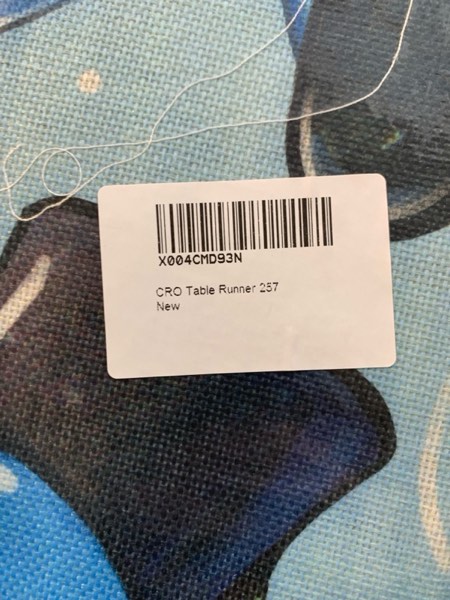 X004CMD93N
CRO Table Runner 257
New